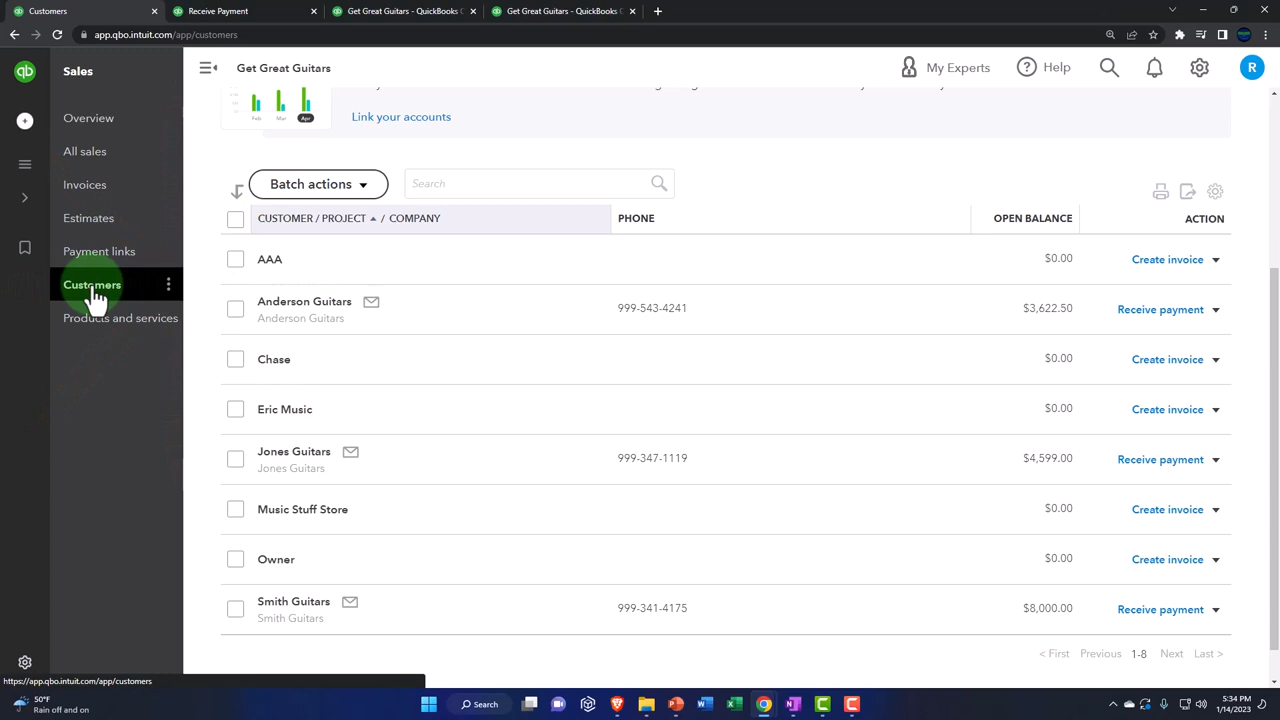 Customers
Receive Payment
Get Great Guitars - QuickBooks C
Get Great Guitars - QuickBooks C
app.qbo.intuit.com/app/customers
qb
Sales
Get Great Guitars
My Experts
Help
R
Overview
All sales
Invoices
Estimates
Payment links
Customers
Products and services
Feb
Mar
Apr
Link your accounts
Batch actions
Search
CUSTOMER / PROJECT / COMPANY
PHONE
OPEN BALANCE
ACTION
AAA
$0.00
Create invoice
Anderson Guitars
Anderson Guitars
999-543-4241
$3,622.50
Receive payment
Chase
$0.00
Create invoice
Eric Music
$0.00
Create invoice
Jones Guitars
Jones Guitars
999-347-1119
$4,599.00
Receive payment
Music Stuff Store
$0.00
Create invoice
Owner
$0.00
Create invoice
Smith Guitars
Smith Guitars
999-341-4175
$8,000.00
Receive payment
< First Previous 1-8 Next Last >
https://app.qbo.intuit.com/app/customers
50°F
Rain off and on
Search
5:34 PM
1/14/2023